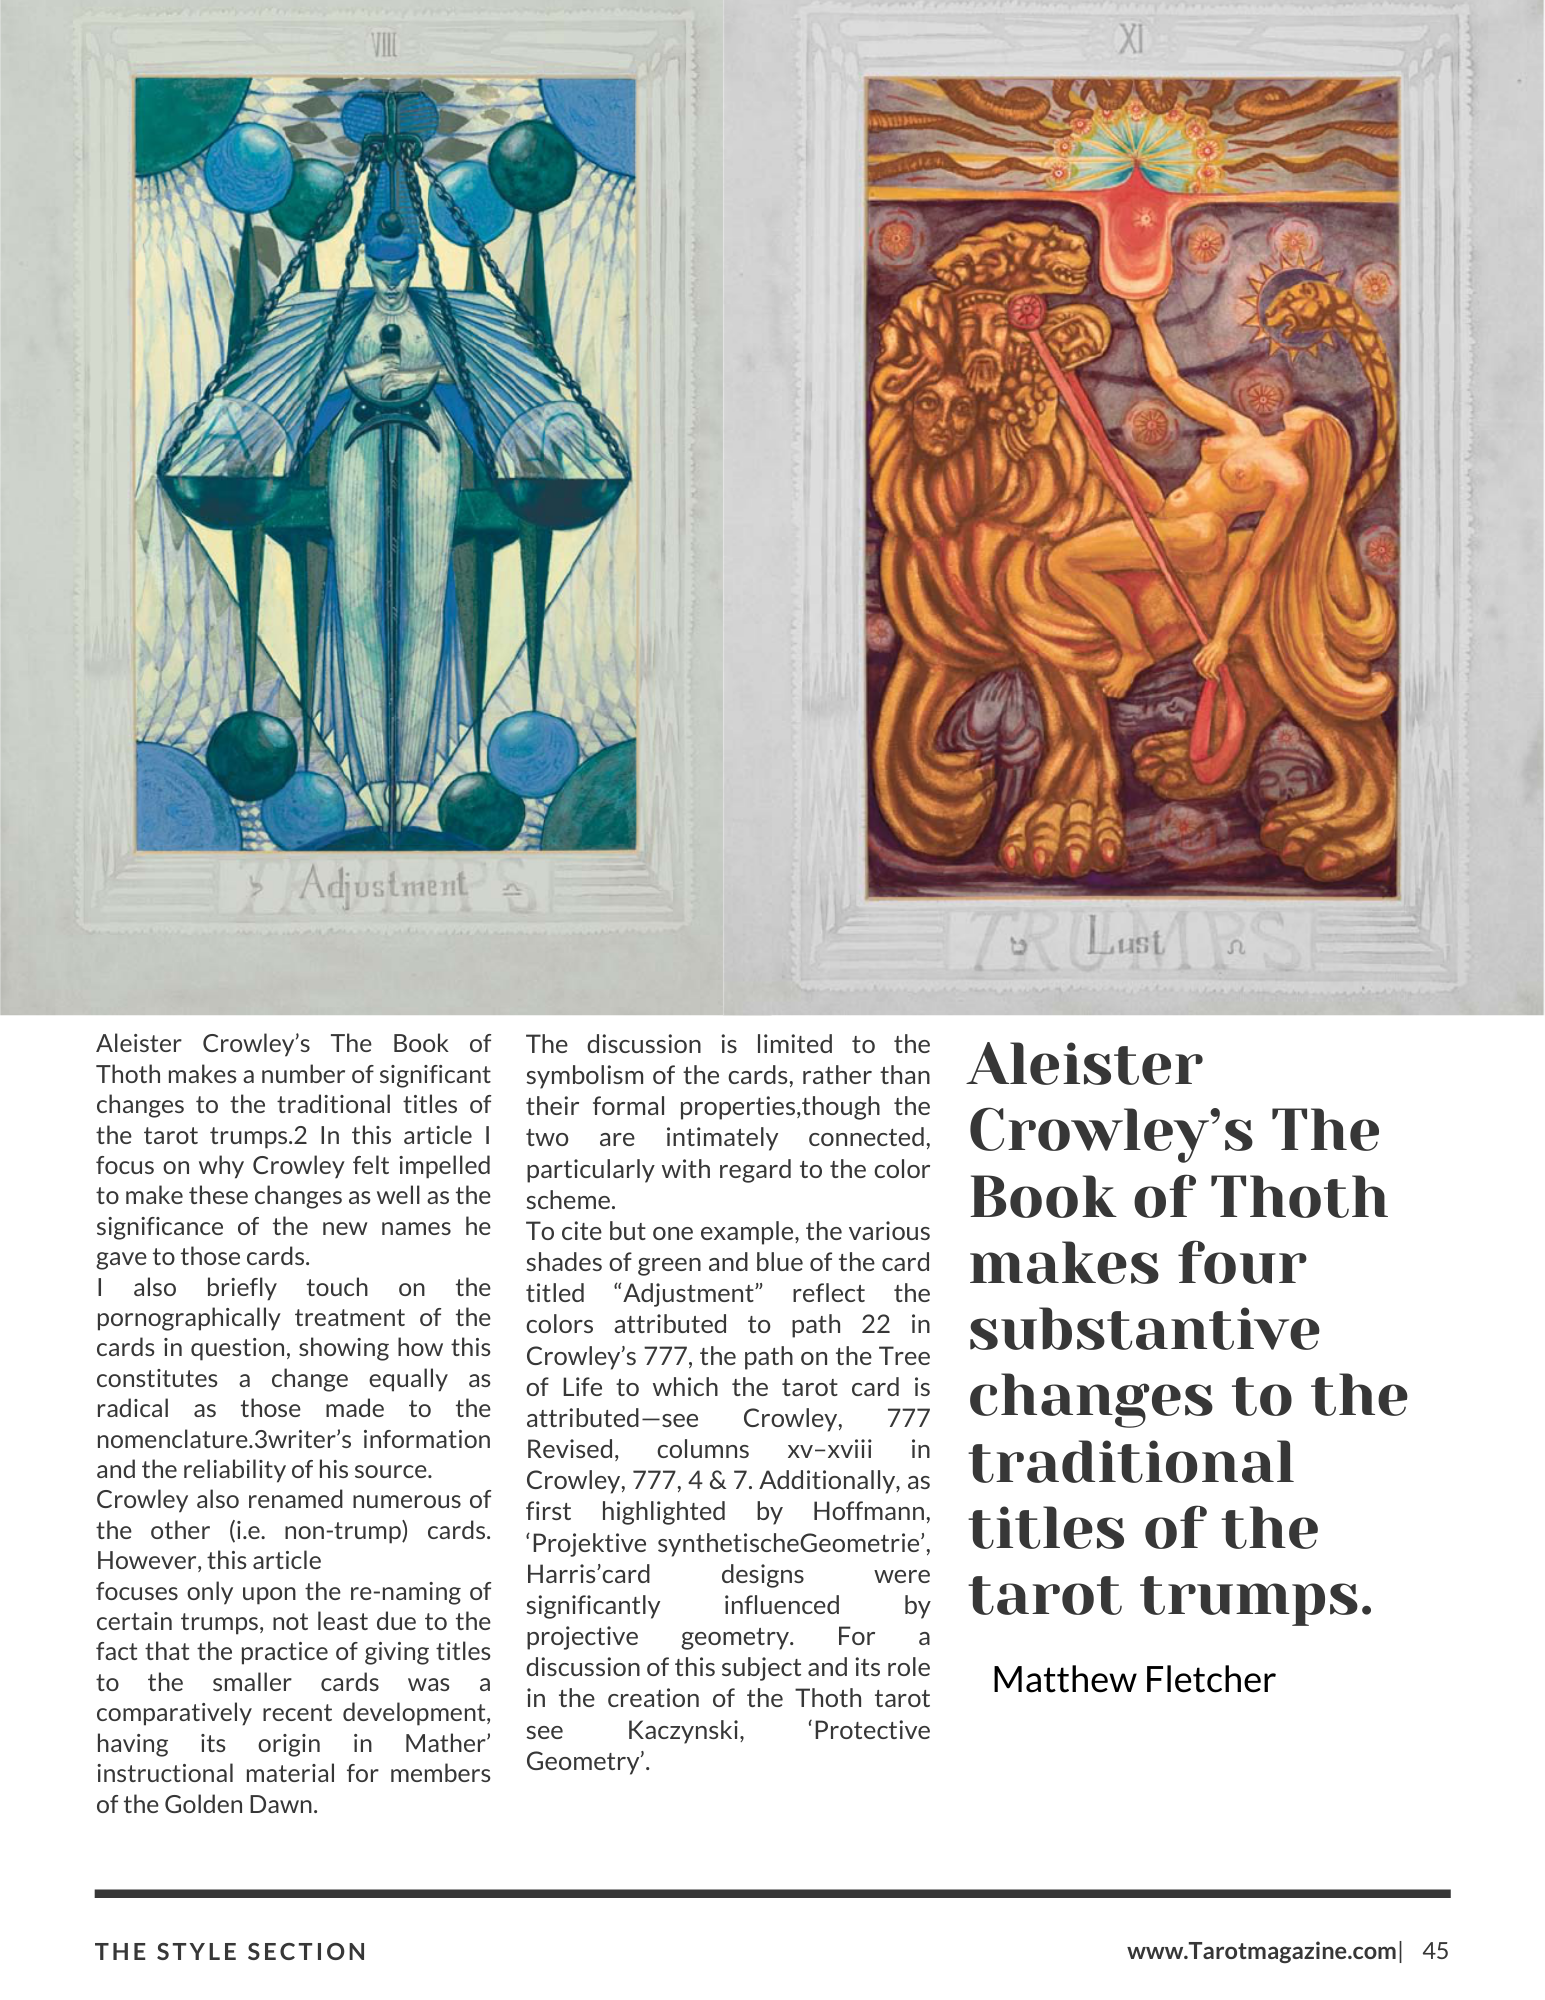 VIII
XI
A
Ω
TRUMPS
ל Adjustment ♎
TRUMPS
ט Lust ♌
Aleister Crowley’s The Book of
Thoth makes a number of significant
changes to the traditional titles of
the tarot trumps.2 In this article I
focus on why Crowley felt impelled
to make these changes as well as the
significance of the new names he
gave to those cards.
I also briefly touch on the
pornographically treatment of the
cards in question, showing how this
constitutes a change equally as
radical as those made to the
nomenclature.3writer’s information
and the reliability of his source.
Crowley also renamed numerous of
the other (i.e. non-trump) cards.
However, this article
focuses only upon the re-naming of
certain trumps, not least due to the
fact that the practice of giving titles
to the smaller cards was a
comparatively recent development,
having its origin in Mather’
instructional material for members
of the Golden Dawn.
The discussion is limited to the
symbolism of the cards, rather than
their formal properties,though the
two are intimately connected,
particularly with regard to the color
scheme.
To cite but one example, the various
shades of green and blue of the card
titled “Adjustment” reflect the
colors attributed to path 22 in
Crowley’s 777, the path on the Tree
of Life to which the tarot card is
attributed—see Crowley, 777
Revised, columns xv–xviii in
Crowley, 777, 4 & 7. Additionally, as
first highlighted by Hoffmann,
‘Projektive synthetischeGeometrie’,
Harris’card designs were
significantly influenced by
projective geometry. For a
discussion of this subject and its role
in the creation of the Thoth tarot
see Kaczynski, ‘Protective
Geometry’.
Aleister
Crowley’s The
Book of Thoth
makes four
substantive
changes to the
traditional
titles of the
tarot trumps.
Matthew Fletcher
THE STYLE SECTION
www.Tarotmagazine.com| 45